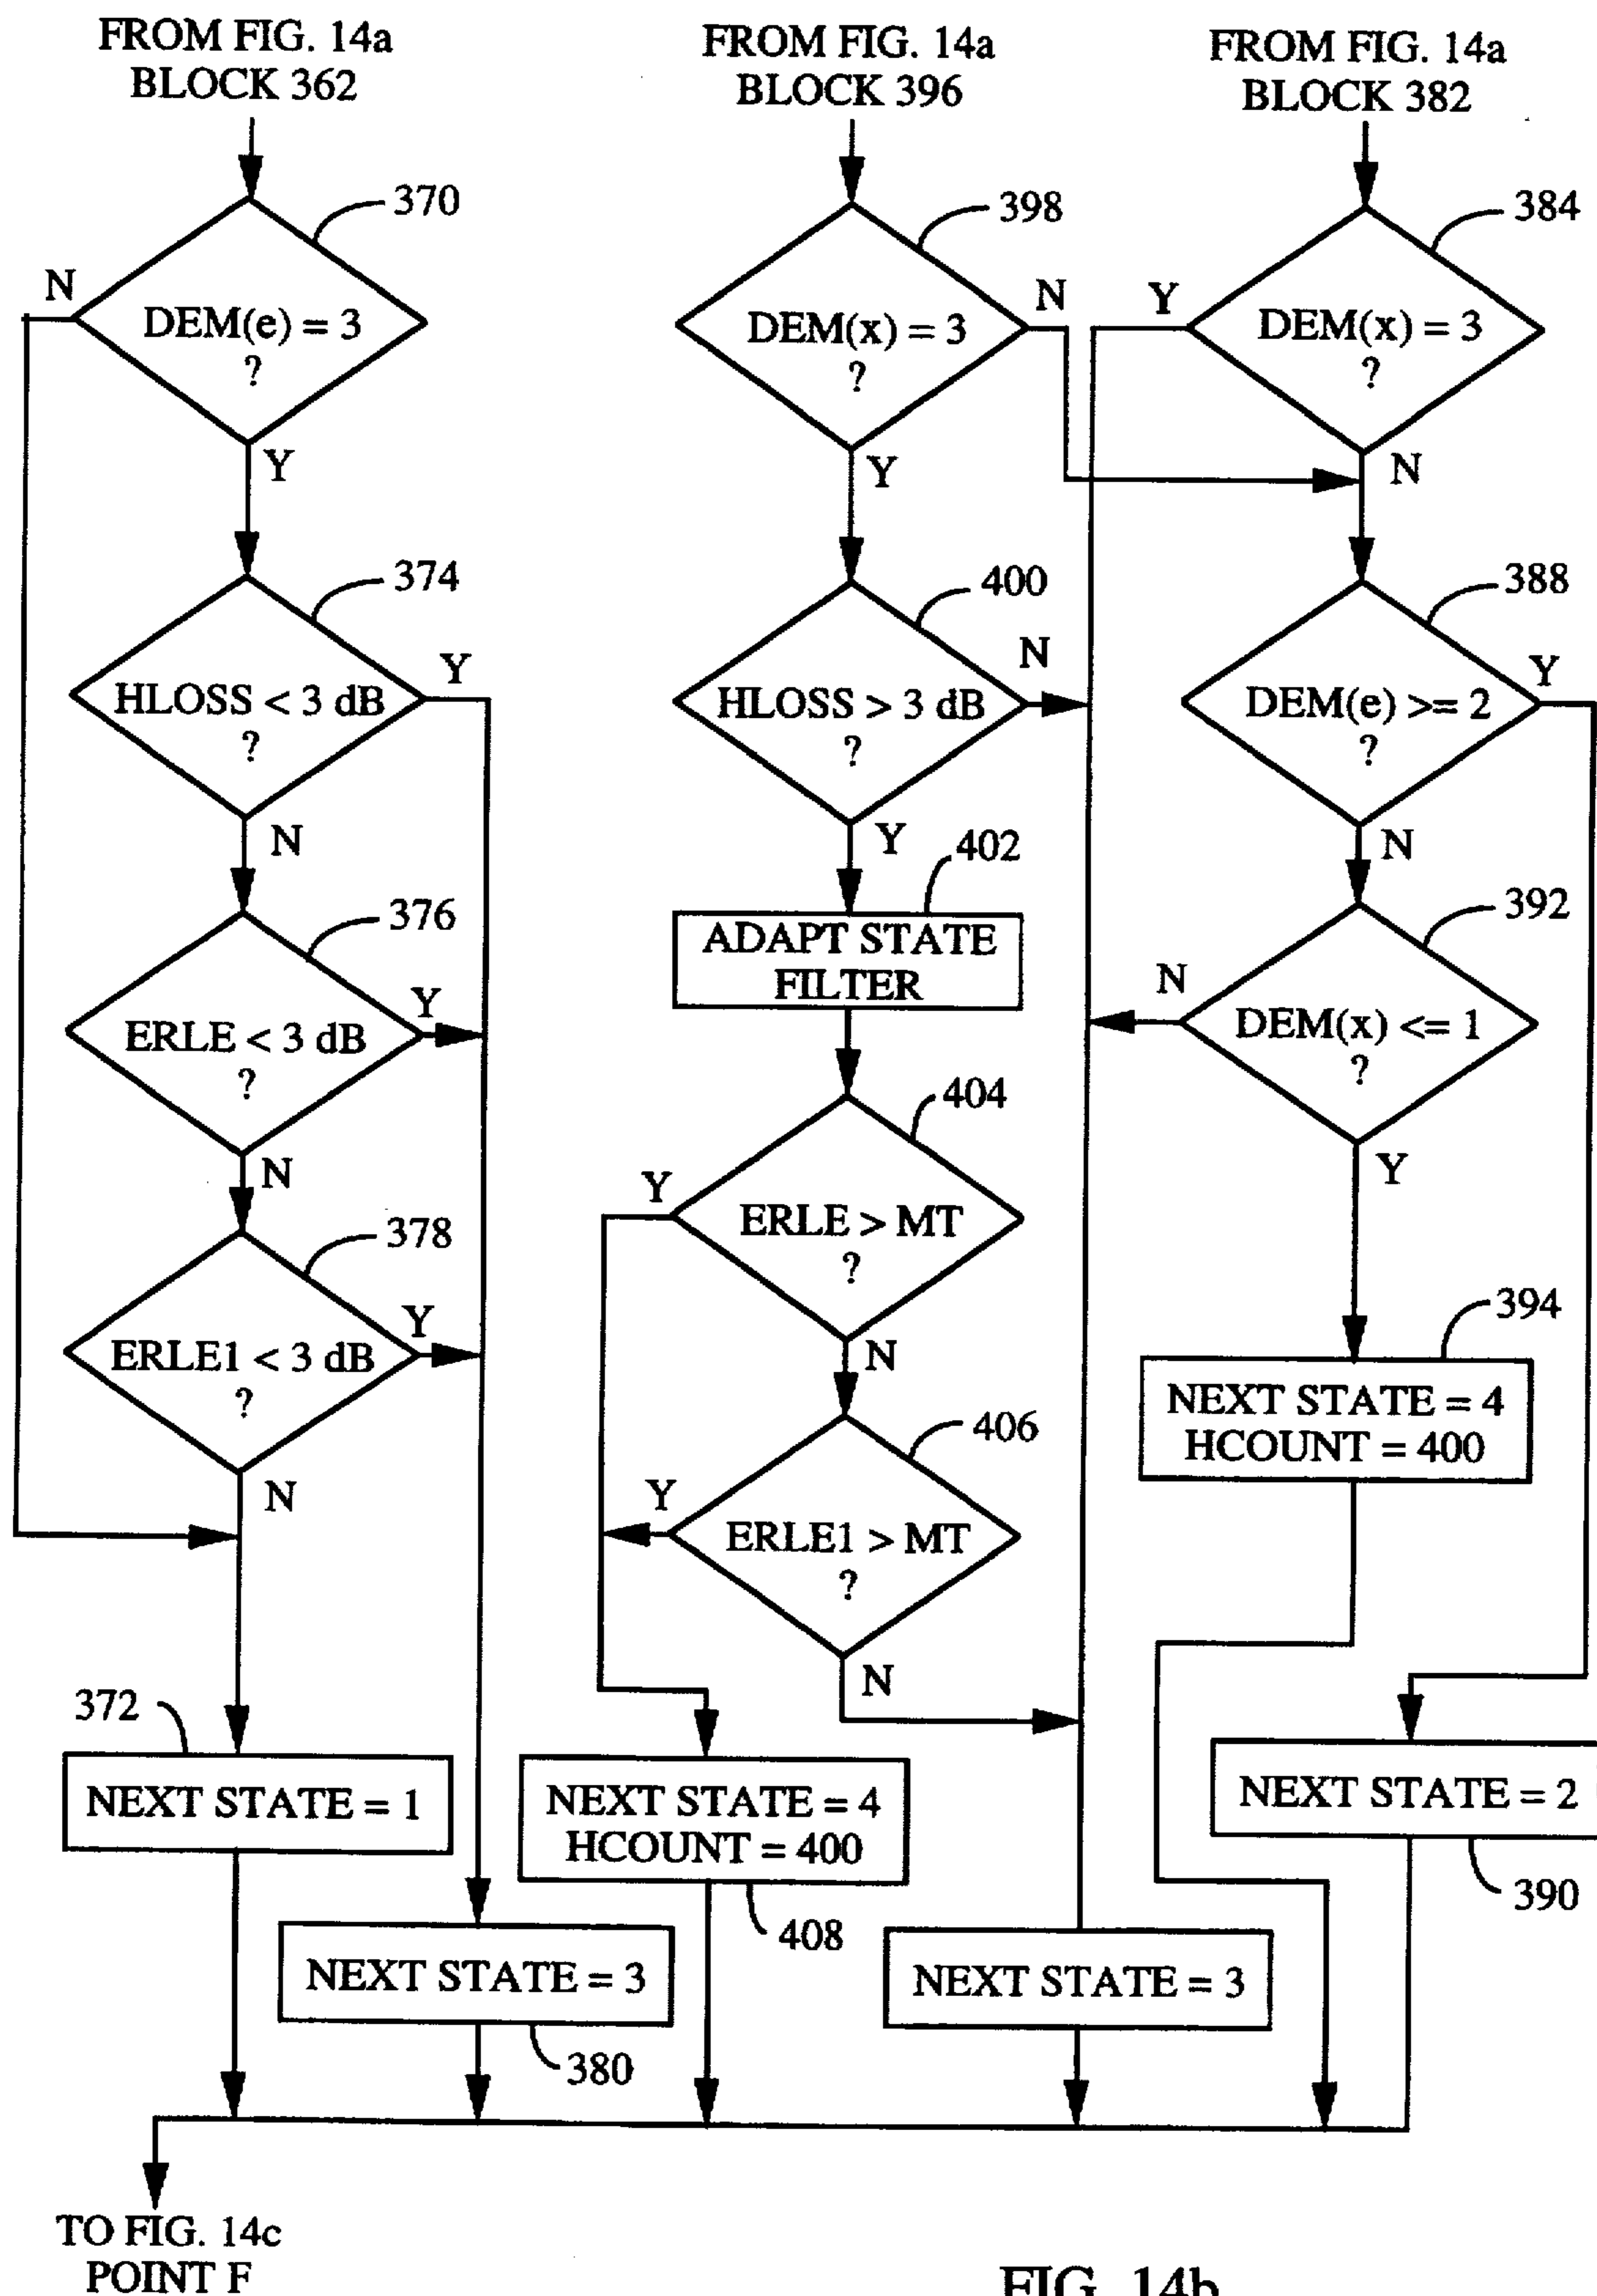 FROM FIG. 14a
BLOCK 362
FROM FIG. 14a
BLOCK 396
FROM FIG. 14a
BLOCK 382
370
N
DEM(e) = 3
?
Y
398
N
DEM(x) = 3
?
Y
384
Y
DEM(x) = 3
?
N
374
HLOSS < 3 dB
?
Y
N
400
HLOSS > 3 dB
?
N
Y
388
DEM(e) >= 2
?
Y
N
402
ADAPT STATE
FILTER
376
ERLE < 3 dB
?
Y
N
392
N
DEM(x) <= 1
?
Y
404
Y
ERLE > MT
?
N
378
ERLE1 < 3 dB
?
Y
N
406
Y
ERLE1 > MT
?
N
394
NEXT STATE = 4
HCOUNT = 400
372
NEXT STATE = 1
NEXT STATE = 4
HCOUNT = 400
408
NEXT STATE = 2
390
NEXT STATE = 3
380
NEXT STATE = 3
TO FIG. 14c
POINT F
FIG. 14b